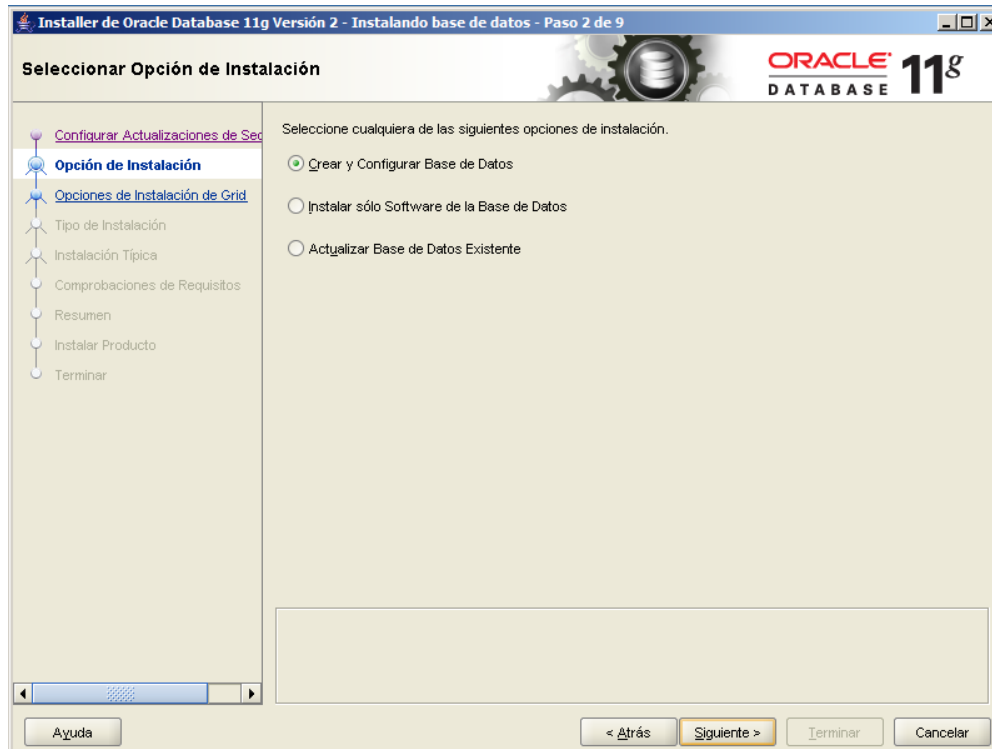 Installer de Oracle Database 11g Versión 2 - Instalando base de datos - Paso 2 de 9
Seleccionar Opción de Instalación
ORACLE
DATABASE
11g
Configurar Actualizaciones de Sec
Opción de Instalación
Opciones de Instalación de Grid
Tipo de Instalación
Instalación Típica
Comprobaciones de Requisitos
Resumen
Instalar Producto
Terminar
Seleccione cualquiera de las siguientes opciones de instalación.
Crear y Configurar Base de Datos
Instalar sólo Software de la Base de Datos
Actualizar Base de Datos Existente
Ayuda
< Atrás
Siguiente >
Terminar
Cancelar